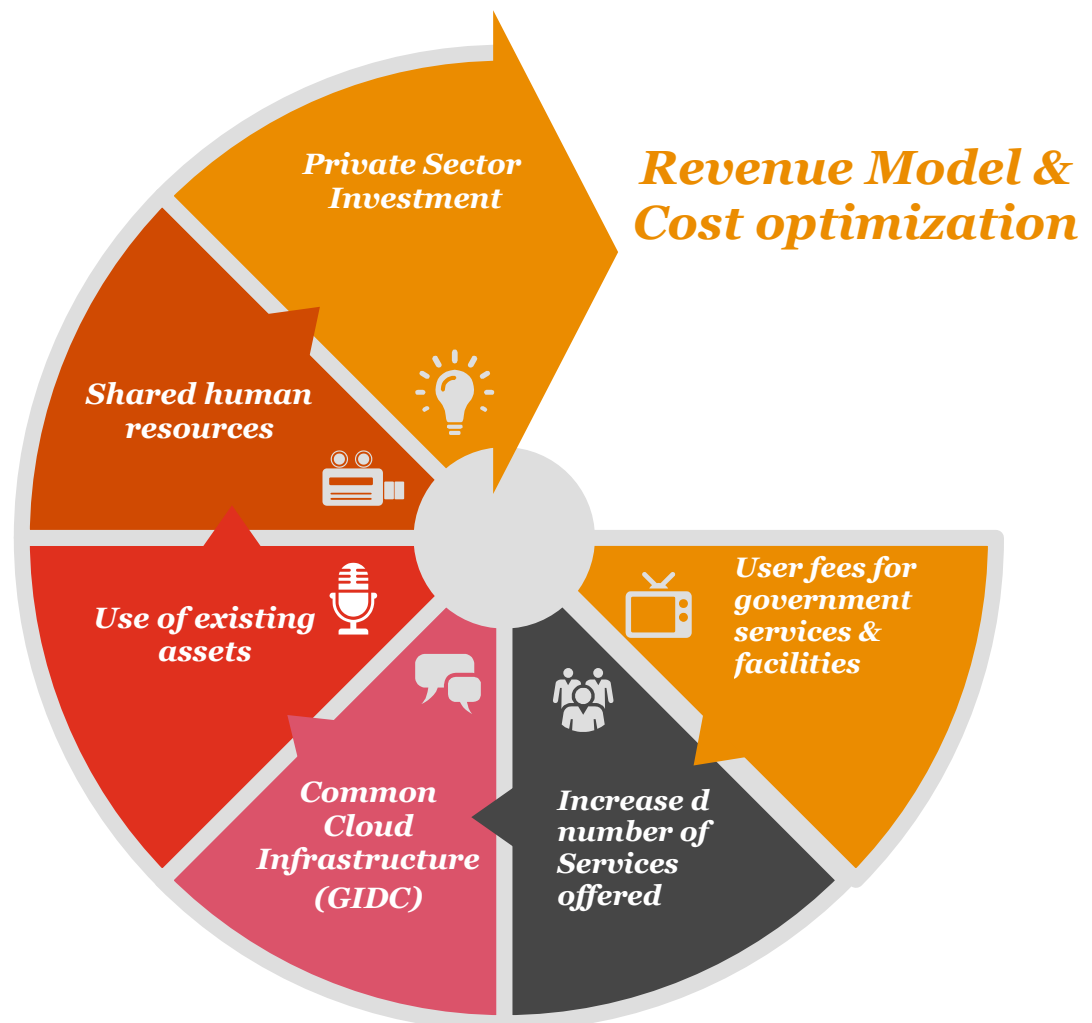 Private Sector
Investment
Revenue Model &
Cost optimization
Shared human
resources
Use of existing
assets
Common
Cloud
Infrastructure
(GIDC)
Increase d
number of
Services
offered
User fees for
government
services &
facilities